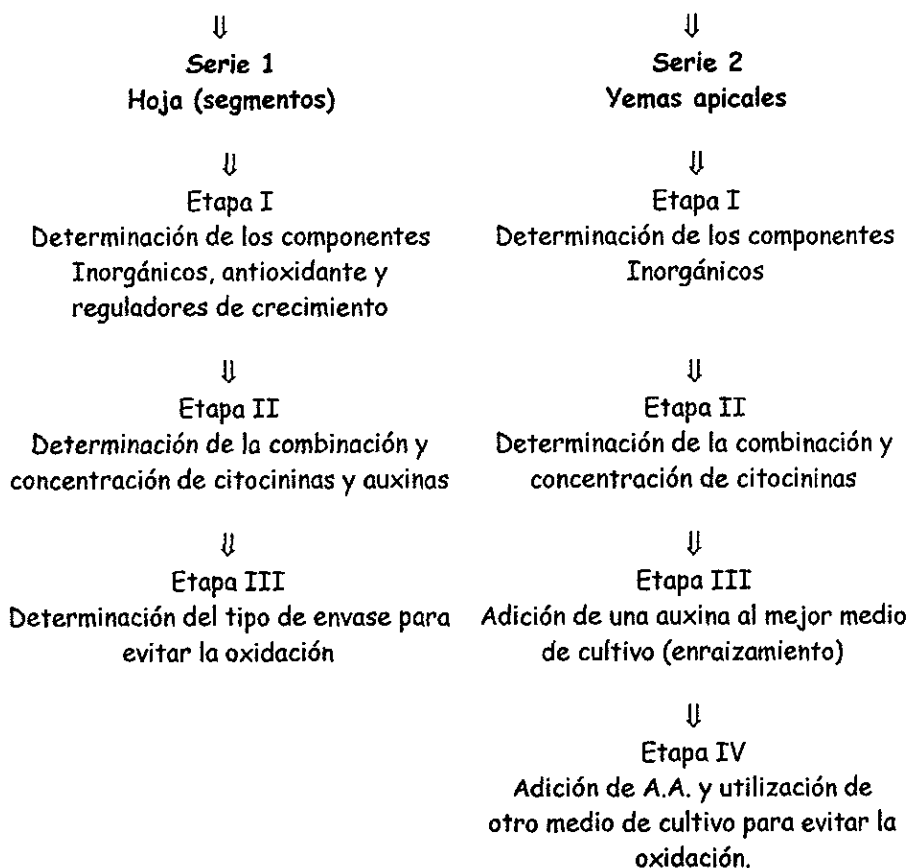 ⇓
Serie 1
Hoja (segmentos)
⇓
Etapa I
Determinación de los componentes
Inorgánicos, antioxidante y
reguladores de crecimiento
⇓
Etapa II
Determinación de la combinación y
concentración de citocininas y auxinas
⇓
Etapa III
Determinación del tipo de envase para
evitar la oxidación
⇓
Serie 2
Yemas apicales
⇓
Etapa I
Determinación de los componentes
Inorgánicos
⇓
Etapa II
Determinación de la combinación y
concentración de citocininas
⇓
Etapa III
Adición de una auxina al mejor medio
de cultivo (enraizamiento)
⇓
Etapa IV
Adición de A.A. y utilización de
otro medio de cultivo para evitar la
oxidación.